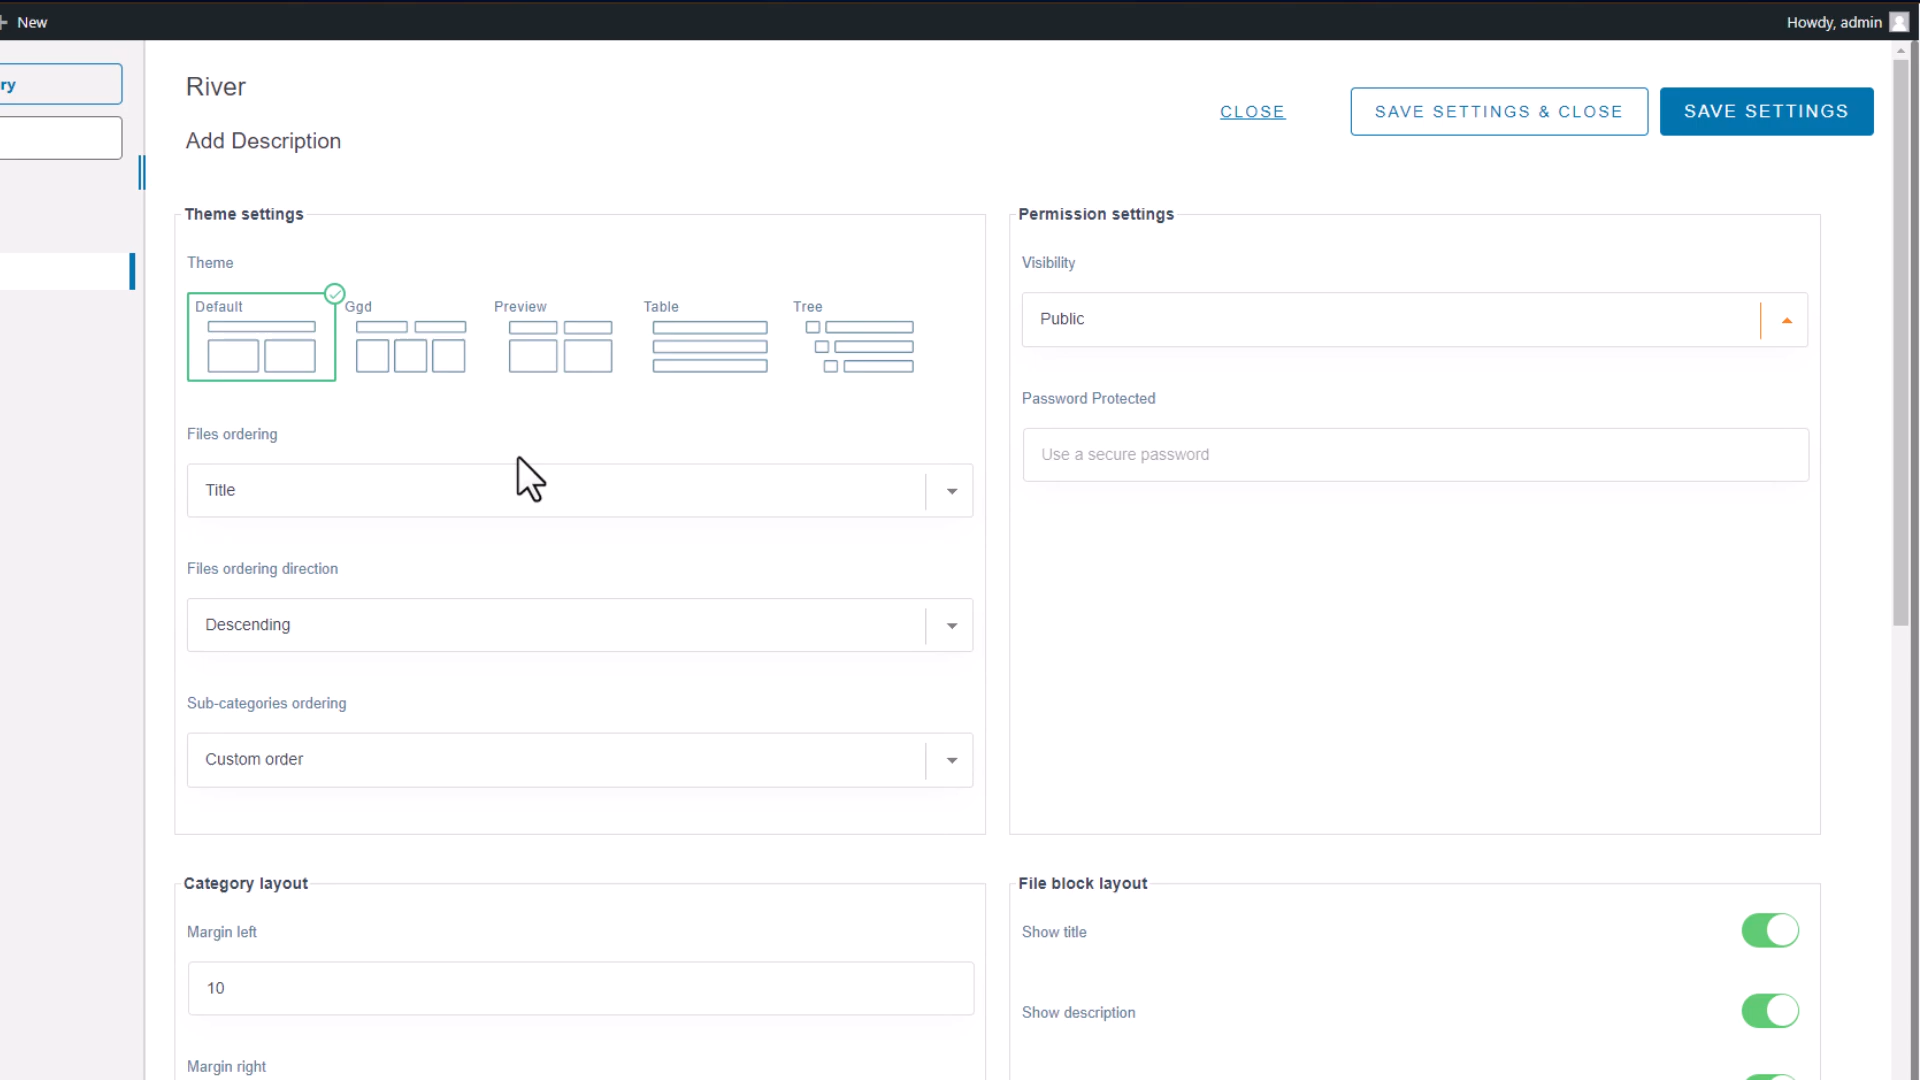 New
Howdy, admin
ry
River
Add Description
CLOSE
SAVE SETTINGS & CLOSE
SAVE SETTINGS
Theme settings
Theme
Default
Ggd
Preview
Table
Tree
Files ordering
Title
Files ordering direction
Descending
Sub-categories ordering
Custom order
Permission settings
Visibility
Public
Password Protected
Use a secure password
Category layout
Margin left
10
Margin right
File block layout
Show title
Show description